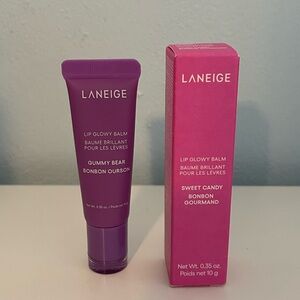 LANEIGE
LIP GLOWY BALM
BAUME BRILLANT
POUR LES LÈVRES
GUMMY BEAR
BONBON OURSON
LANEIGE
LIP GLOWY BALM
BAUME BRILLANT
POUR LES LÈVRES
SWEET CANDY
BONBON
GOURMAND
Net Wt. 0.35 oz.
Poids net 10 g